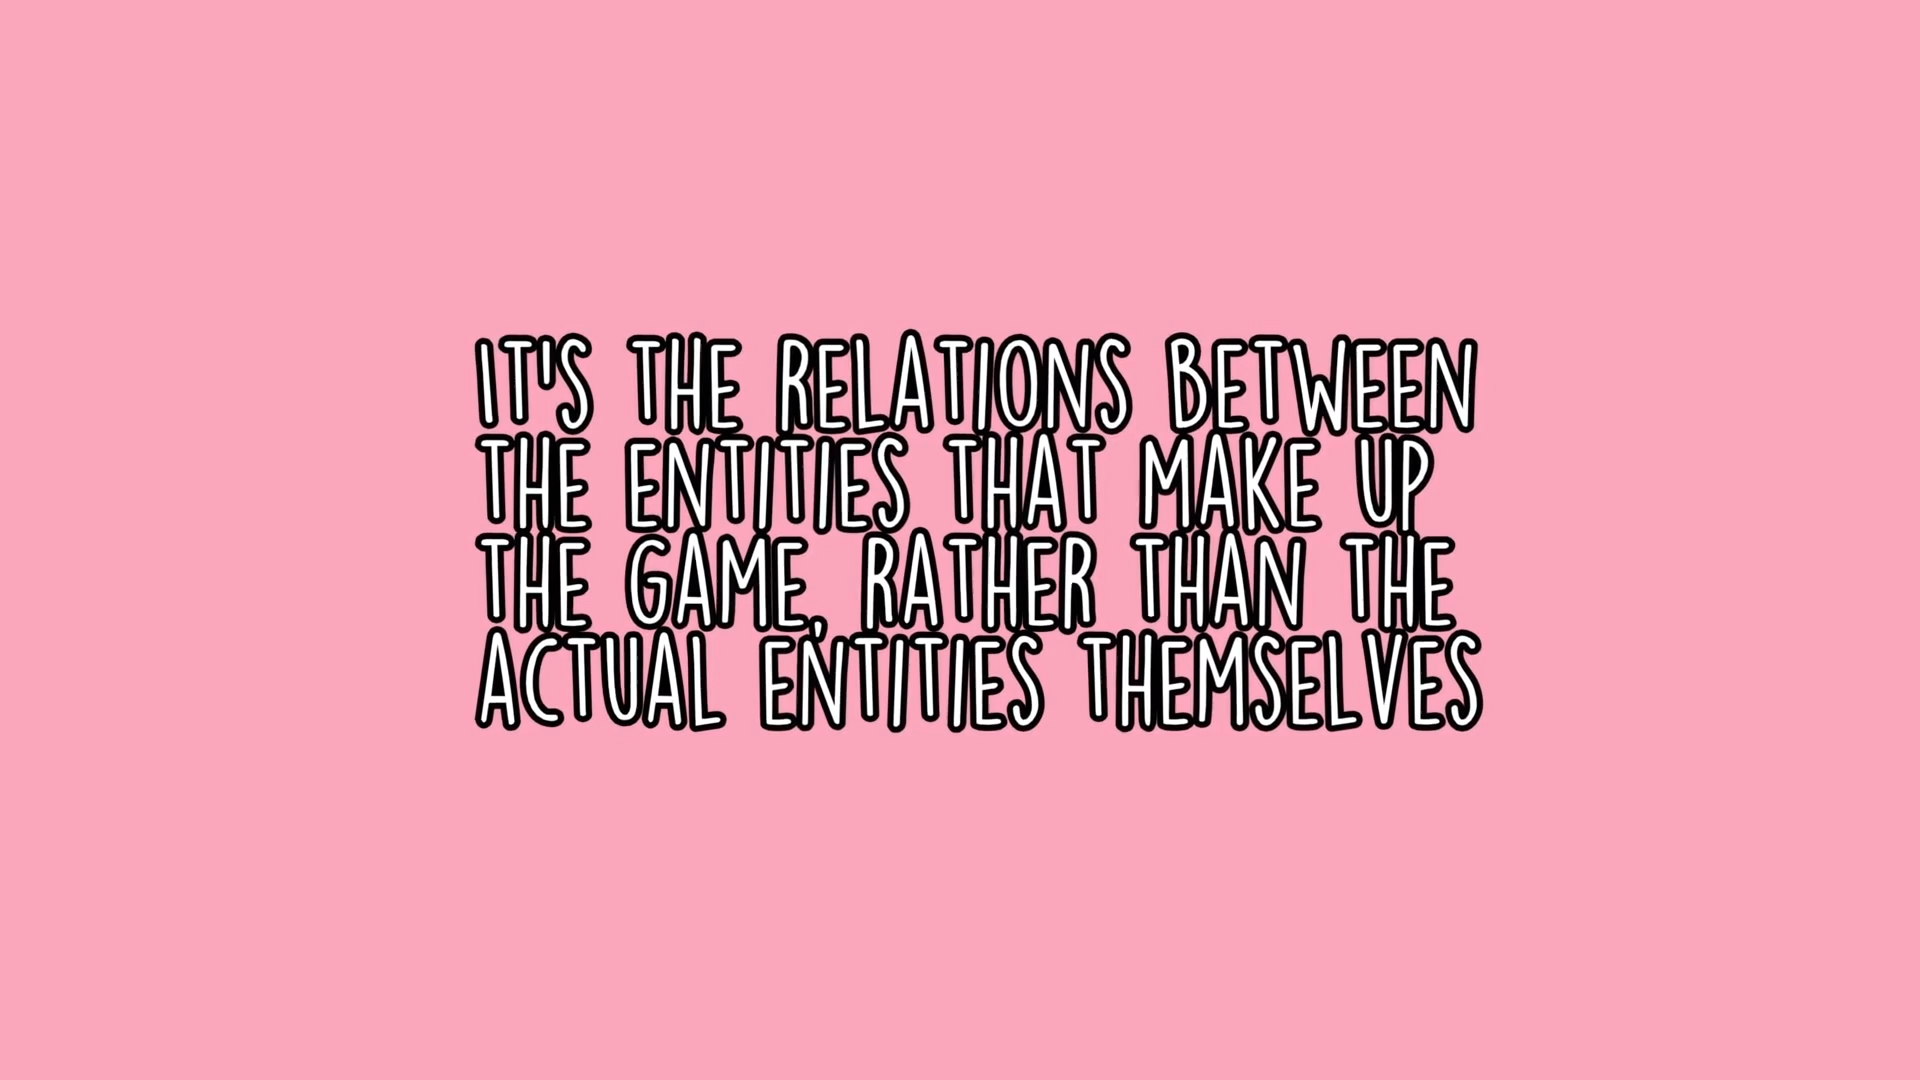 IT'S THE RELATIONS BETWEEN
THE ENTITIES THAT MAKE UP
THE GAME, RATHER THAN THE
ACTUAL ENTITIES THEMSELVES